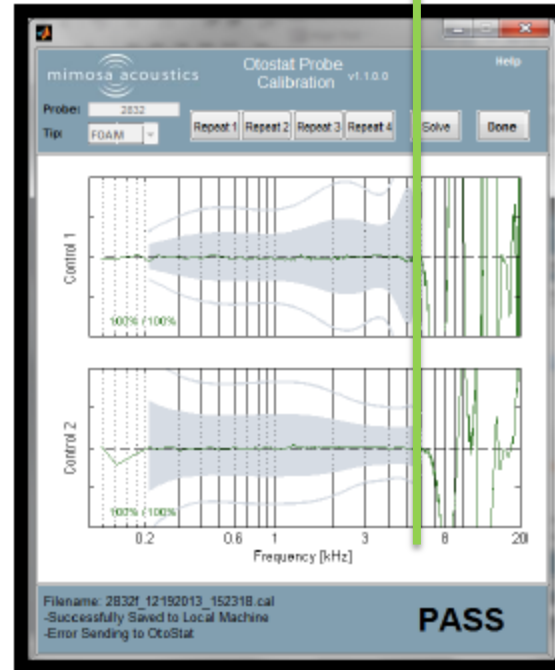 mimosa acoustics
Otostat Probe
Calibration v1.1.0.0
Help
Probe: 2832
Tip: FOAM
Repeat 1 Repeat 2 Repeat 3 Repeat 4 Solve Done
Control 1
100% / 100%
Control 2
100% / 100%
0.2 0.6 1 3 8 20
Frequency [kHz]
Filename: 2832f_12192013_152318.cal
-Successfully Saved to Local Machine
-Error Sending to OtoStat
PASS